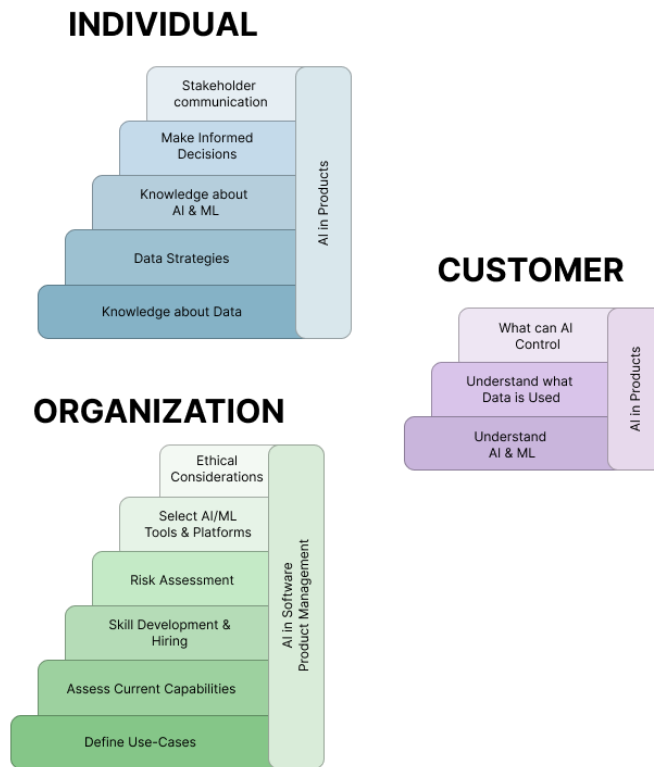 INDIVIDUAL
Stakeholder
communication
Make Informed
Decisions
Knowledge about
AI & ML
Data Strategies
Knowledge about Data
AI in Products
CUSTOMER
What can AI
Control
Understand what
Data is Used
Understand
AI & ML
AI in Products
ORGANIZATION
Ethical
Considerations
Select AI/ML
Tools & Platforms
Risk Assessment
Skill Development &
Hiring
Assess Current Capabilities
Define Use-Cases
AI in Software
Product Management